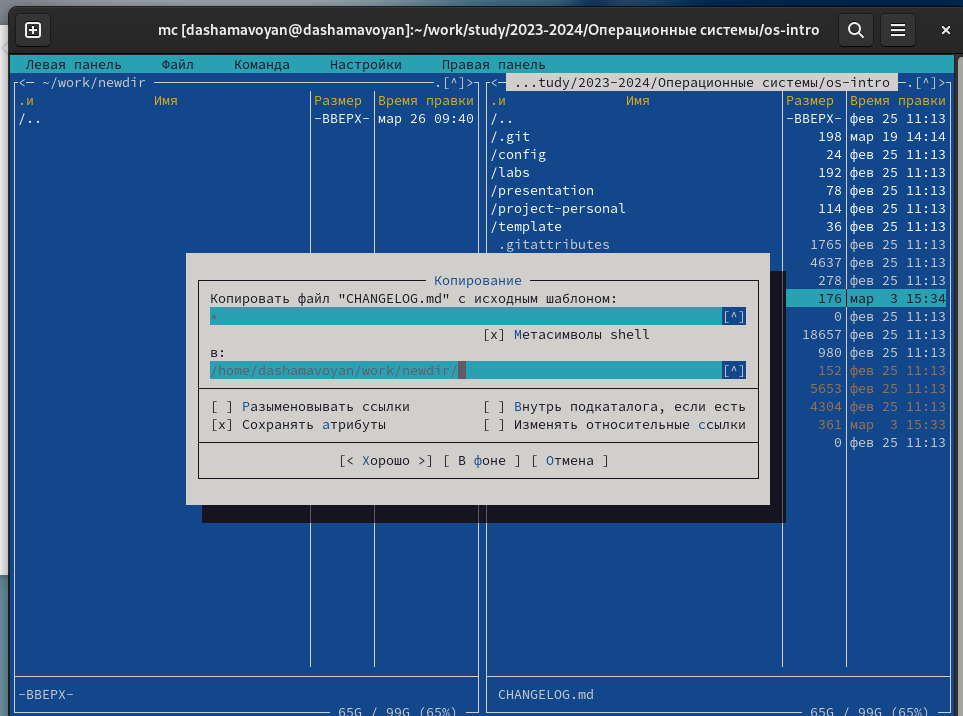 mc [dashamavoyan@dashamavoyan]:~/work/study/2023-2024/Операционные системы/os-intro
Левая панель Файл Команда Настройки Правая панель
<— ~/work/newdir .[^]>
.и Имя Размер Время правки
/.. -ВВЕРХ- мар 26 09:40
<— ...tudy/2023-2024/Операционные системы/os-intro —.[^]>
.и Имя Размер Время правки
/.. -ВВЕРХ- фев 25 11:13
/.git 198 мар 19 14:14
/config 24 фев 25 11:13
/labs 192 фев 25 11:13
/presentation 78 фев 25 11:13
/project-personal 114 фев 25 11:13
/template 36 фев 25 11:13
.gitattributes 1765 фев 25 11:13
4637 фев 25 11:13
278 фев 25 11:13
176 мар 3 15:34
0 фев 25 11:13
18657 фев 25 11:13
980 фев 25 11:13
152 фев 25 11:13
5653 фев 25 11:13
4304 фев 25 11:13
361 мар 3 15:33
0 фев 25 11:13
Копирование
Копировать файл "CHANGELOG.md" с исходным шаблоном:
* [^]
[x] Метасимволы shell
в:
/home/dashamavoyan/work/newdir/ [^]
[ ] Разыменовывать ссылки [ ] Внутрь подкаталога, если есть
[x] Сохранять атрибуты [ ] Изменять относительные ссылки
[< Хорошо >] [ В фоне ] [ Отмена ]
-ВВЕРХ-
65G / 99G (65%)
CHANGELOG.md
65G / 99G (65%)